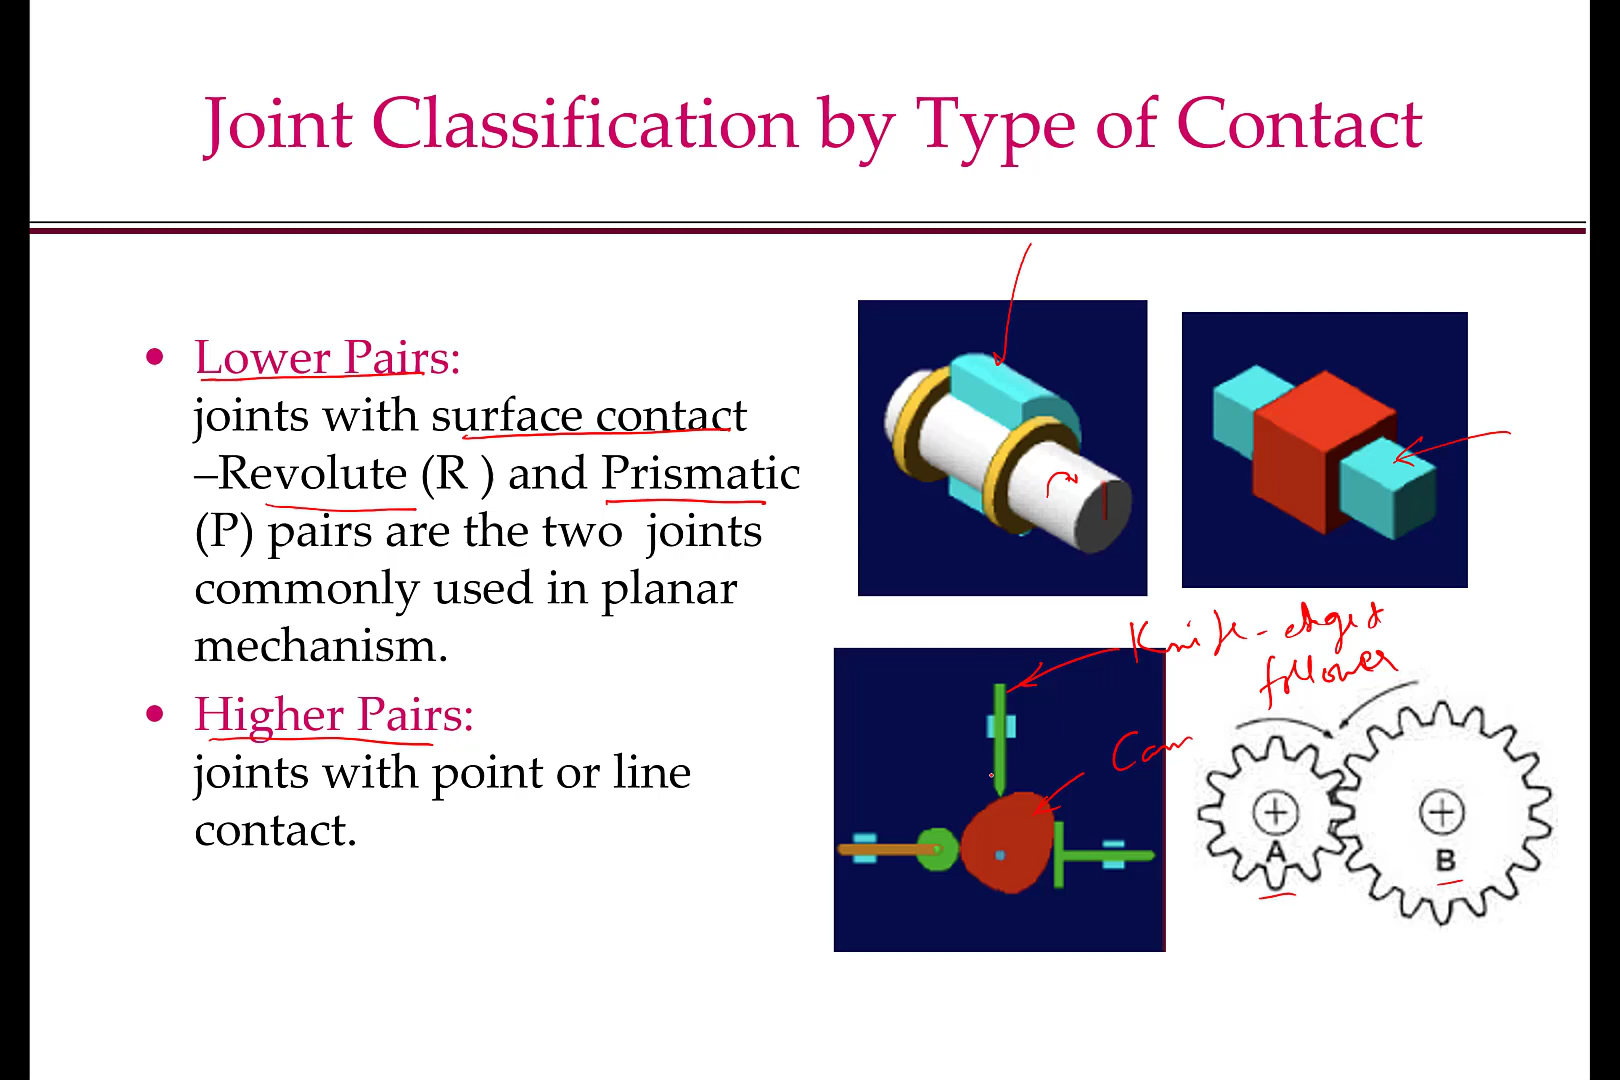 Joint Classification by Type of Contact
• Lower Pairs:
joints with surface contact
–Revolute (R ) and Prismatic
(P) pairs are the two joints
commonly used in planar
mechanism.
• Higher Pairs:
joints with point or line
contact.
Knife-edged
follower
Cam
A
B